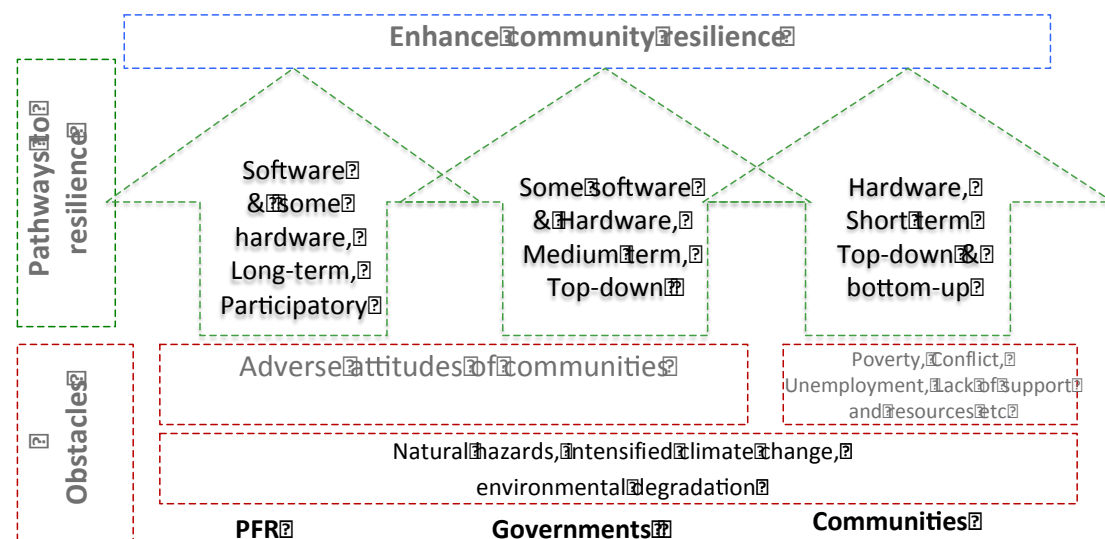 Enhance community resilience
Pathways to
resilience
Software
& some
hardware,
Long-term,
Participatory
Some software
& Hardware,
Medium term,
Top-down
Hardware,
Short term
Top-down &
bottom-up
Obstacles
Adverse attitudes of communities
Poverty, Conflict,
Unemployment, Lack of support
and resources etc
Natural hazards, intensified climate change,
environmental degradation
PFR
Governments
Communities